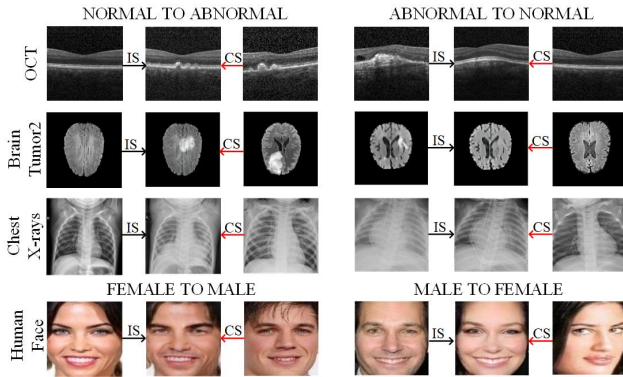 NORMAL TO ABNORMAL
ABNORMAL TO NORMAL
OCT
IS
CS
IS
CS
Brain
Tumor2
IS
CS
IS
CS
Chest
X-rays
IS
CS
IS
CS
FEMALE TO MALE
MALE TO FEMALE
Human
Face
IS
CS
IS
CS